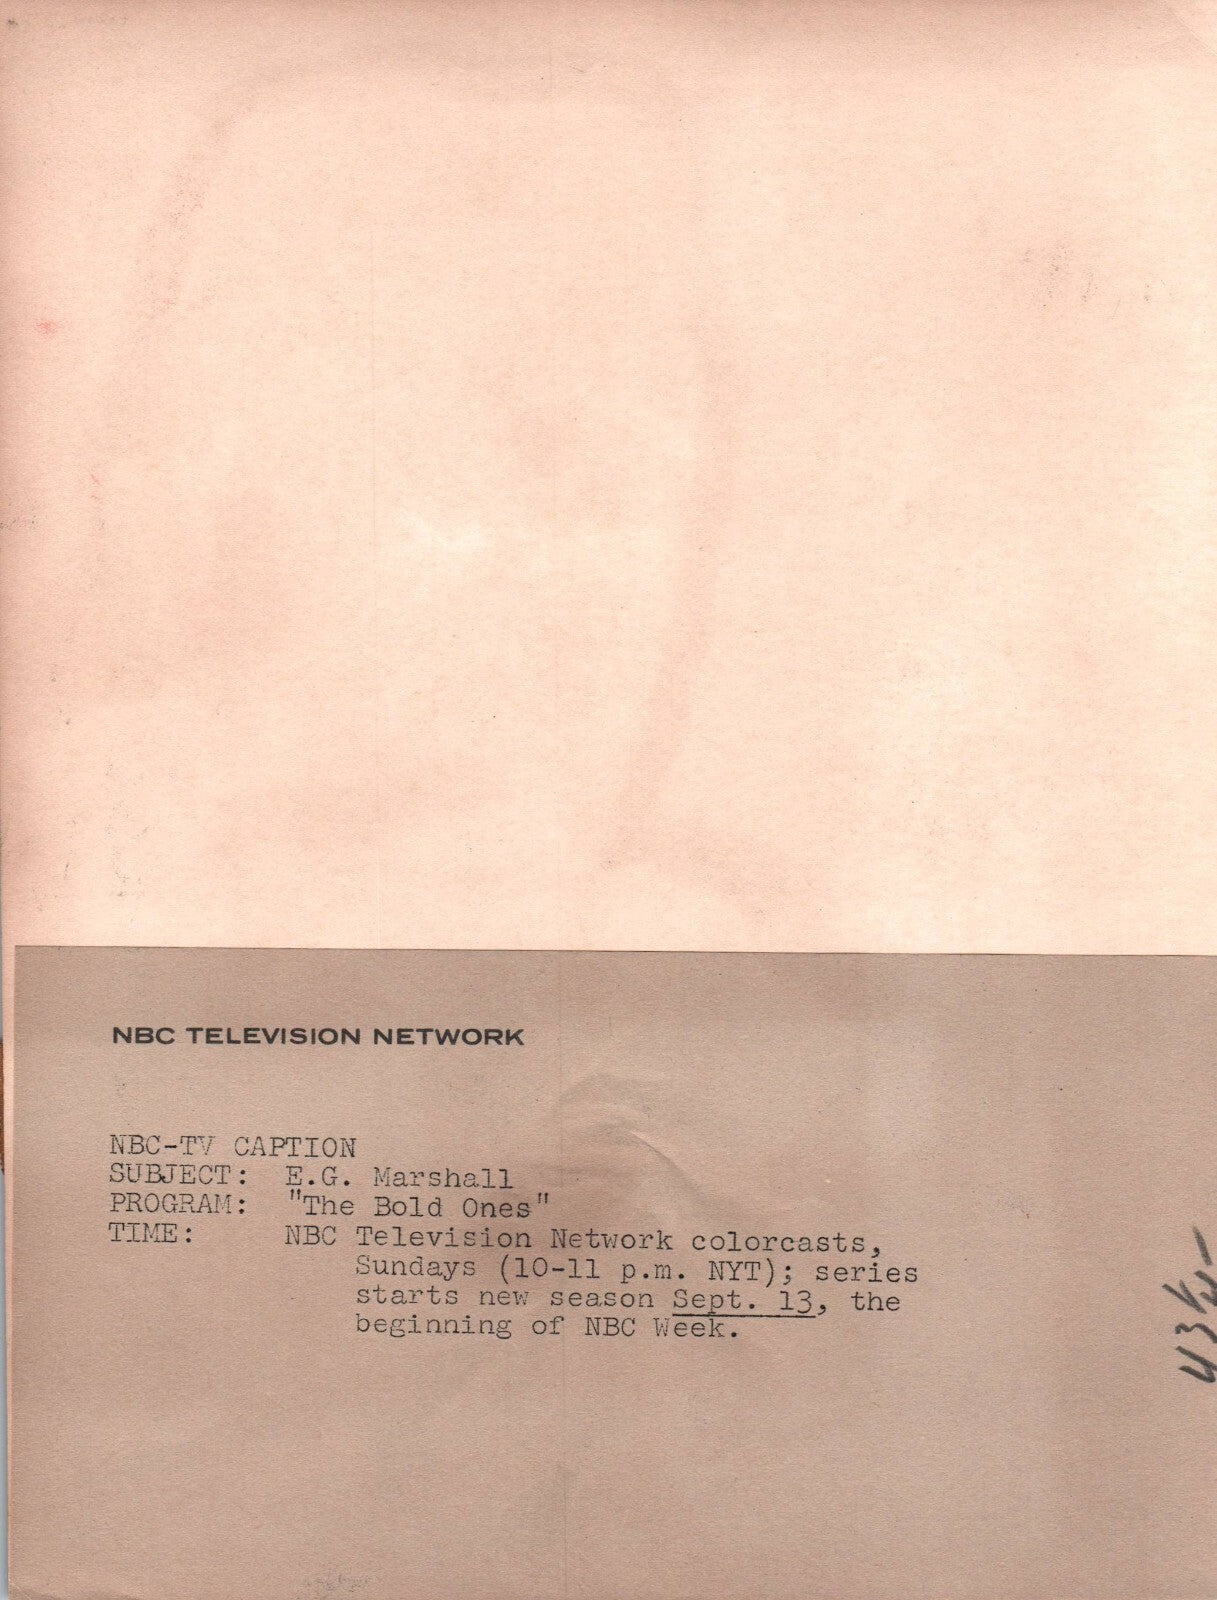 NBC TELEVISION NETWORK
NBC-TV CAPTION
SUBJECT: E.G. Marshall
PROGRAM: "The Bold Ones"
TIME: NBC Television Network colorcasts,
Sundays (10-11 p.m. NYT); series
starts new season Sept. 13, the
beginning of NBC Week.